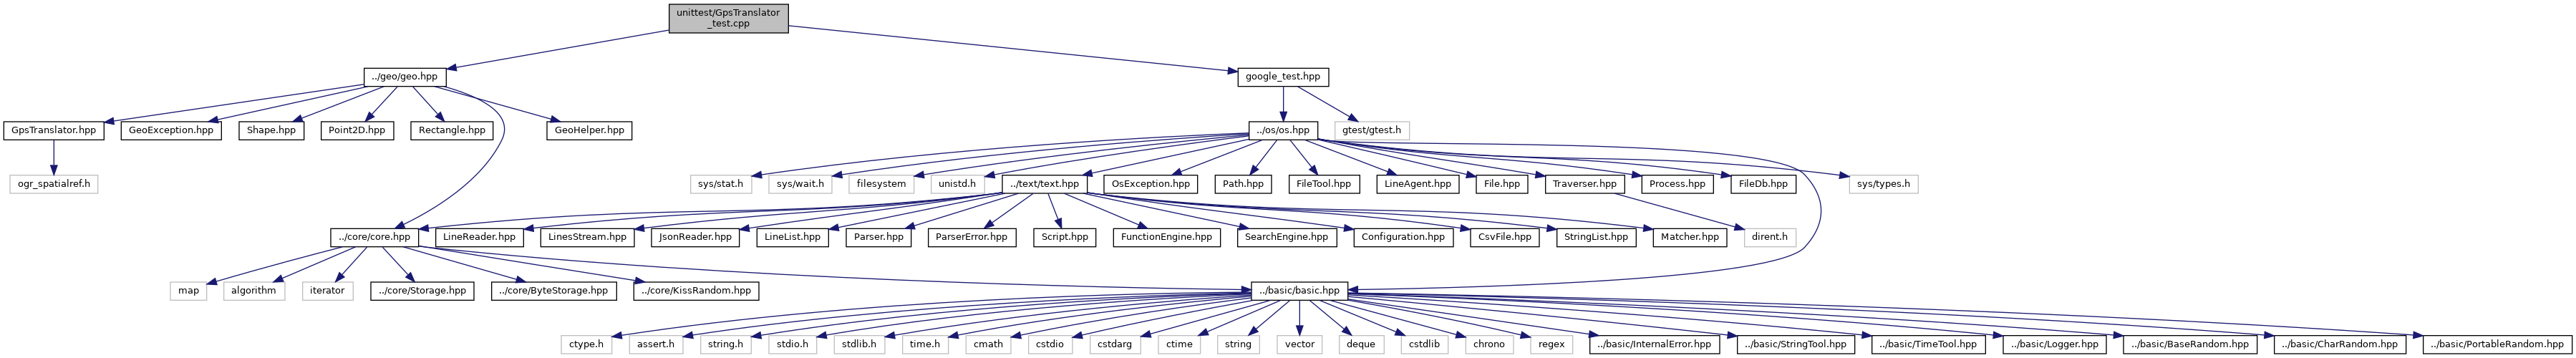 unittest/GpsTranslator
_test.cpp
../geo/geo.hpp
google_test.hpp
GpsTranslator.hpp
GeoException.hpp
Shape.hpp
Point2D.hpp
Rectangle.hpp
GeoHelper.hpp
../os/os.hpp
gtest/gtest.h
ogr_spatialref.h
sys/stat.h
sys/wait.h
filesystem
unistd.h
../text/text.hpp
OsException.hpp
Path.hpp
FileTool.hpp
LineAgent.hpp
File.hpp
Traverser.hpp
Process.hpp
FileDb.hpp
sys/types.h
../core/core.hpp
LineReader.hpp
LinesStream.hpp
JsonReader.hpp
LineList.hpp
Parser.hpp
ParserError.hpp
Script.hpp
FunctionEngine.hpp
SearchEngine.hpp
Configuration.hpp
CsvFile.hpp
StringList.hpp
Matcher.hpp
dirent.h
map
algorithm
iterator
../core/Storage.hpp
../core/ByteStorage.hpp
../core/KissRandom.hpp
../basic/basic.hpp
ctype.h
assert.h
string.h
stdio.h
stdlib.h
time.h
cmath
cstdio
cstdarg
ctime
string
vector
deque
cstdlib
chrono
regex
../basic/InternalError.hpp
../basic/StringTool.hpp
../basic/TimeTool.hpp
../basic/Logger.hpp
../basic/BaseRandom.hpp
../basic/CharRandom.hpp
../basic/PortableRandom.hpp